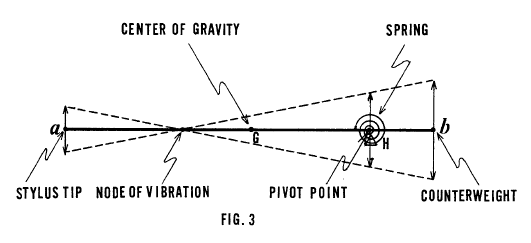 CENTER OF GRAVITY
SPRING
a
G
H
b
STYLUS TIP
NODE OF VIBRATION
PIVOT POINT
COUNTERWEIGHT
FIG. 3